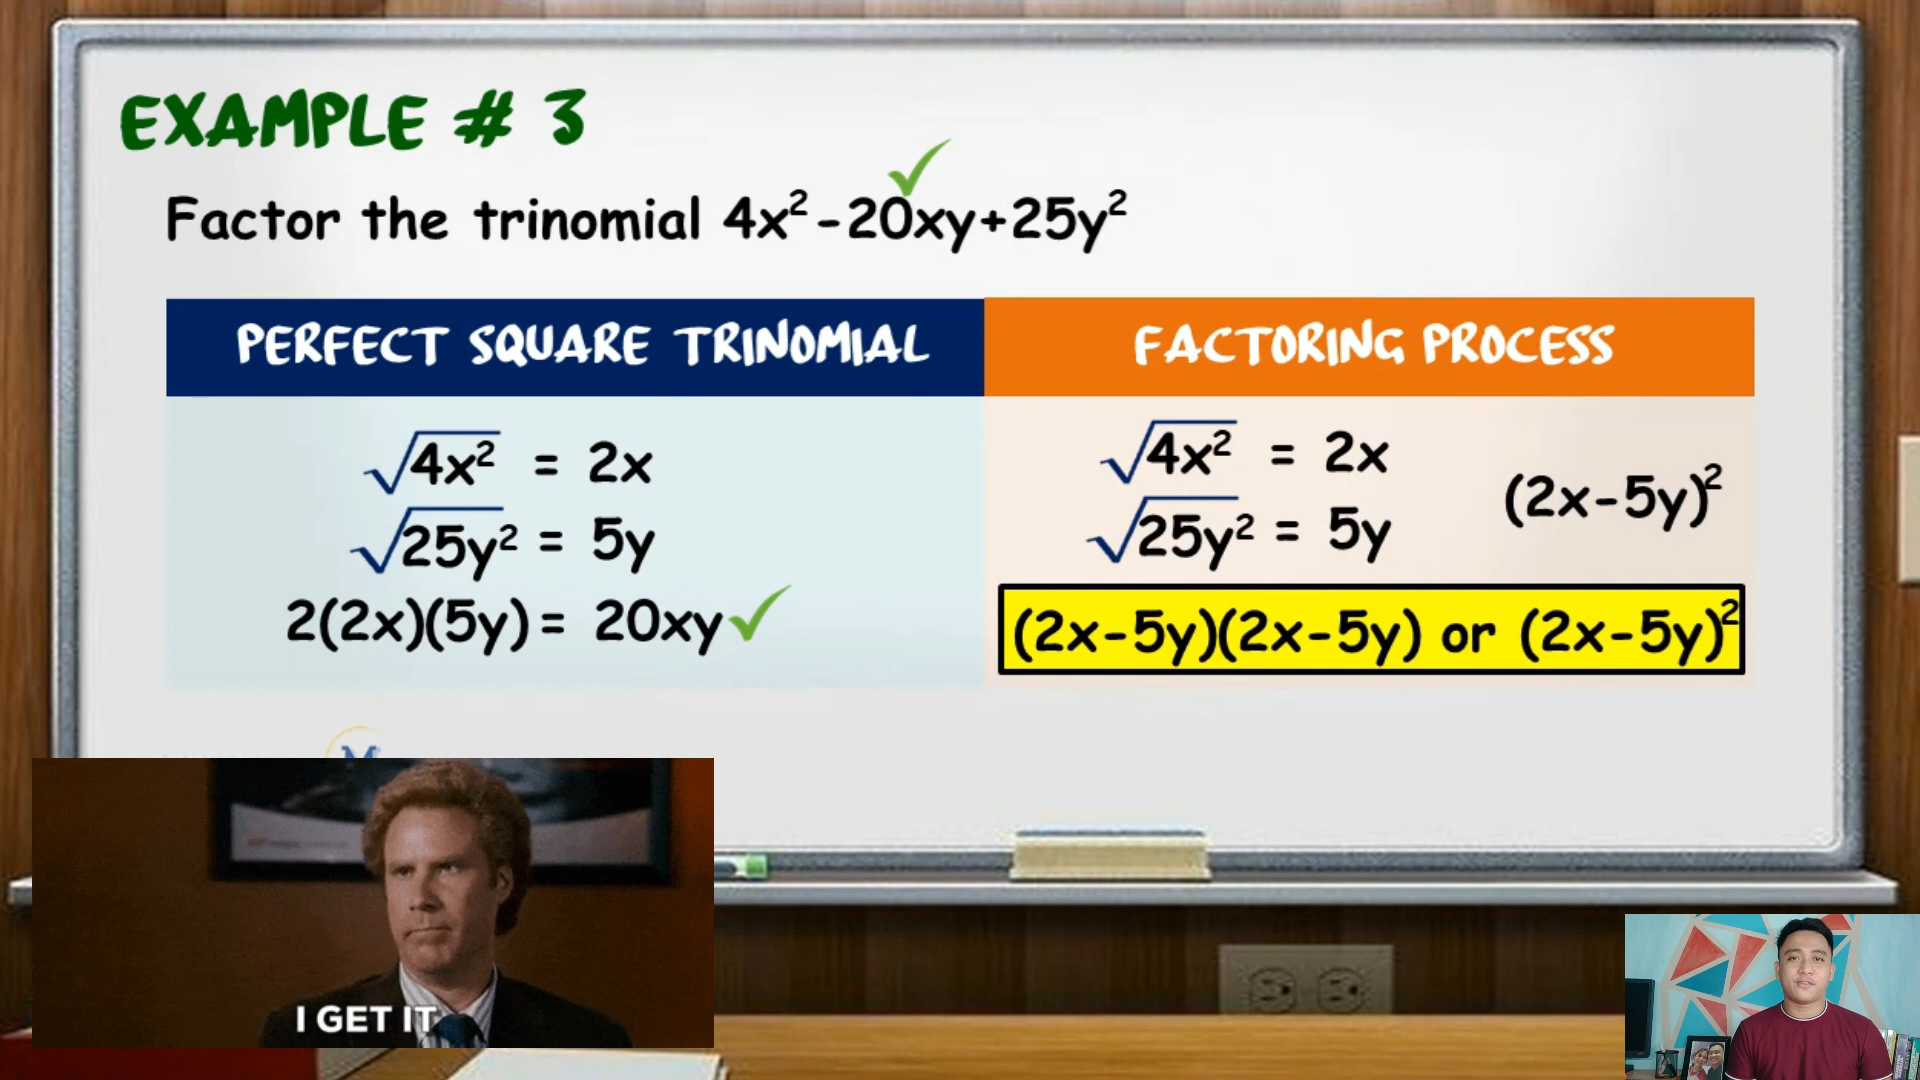 EXAMPLE # 3
Factor the trinomial 4x²-20xy+25y²
PERFECT SQUARE TRINOMIAL
√4x² = 2x
√25y² = 5y
2(2x)(5y) = 20xy
FACTORING PROCESS
√4x² = 2x
√25y² = 5y
(2x-5y)²
(2x-5y)(2x-5y) or (2x-5y)²
I GET IT